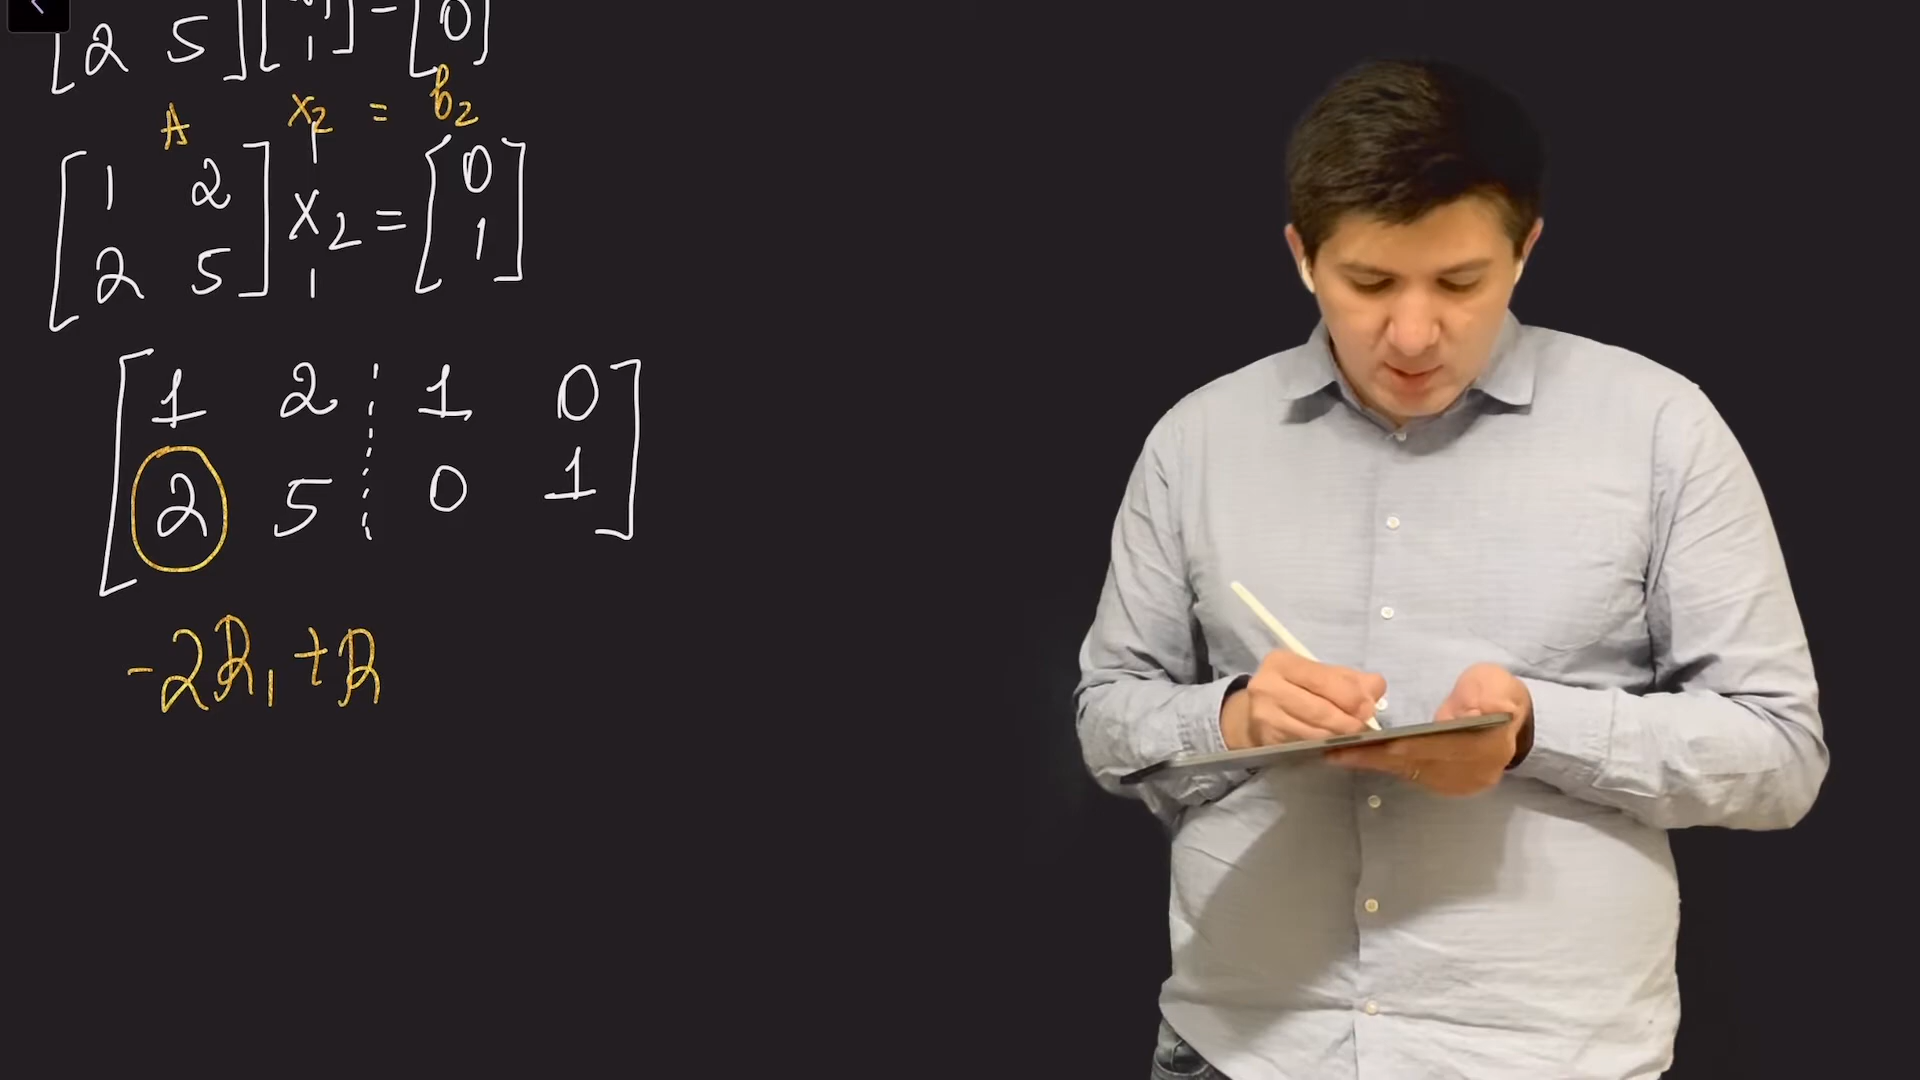 2 5 1 = 0
A x2 = b2
1 2 0
x2 =
2 5 1
1 2 1 0
2 5 0 1
-2R1 + R